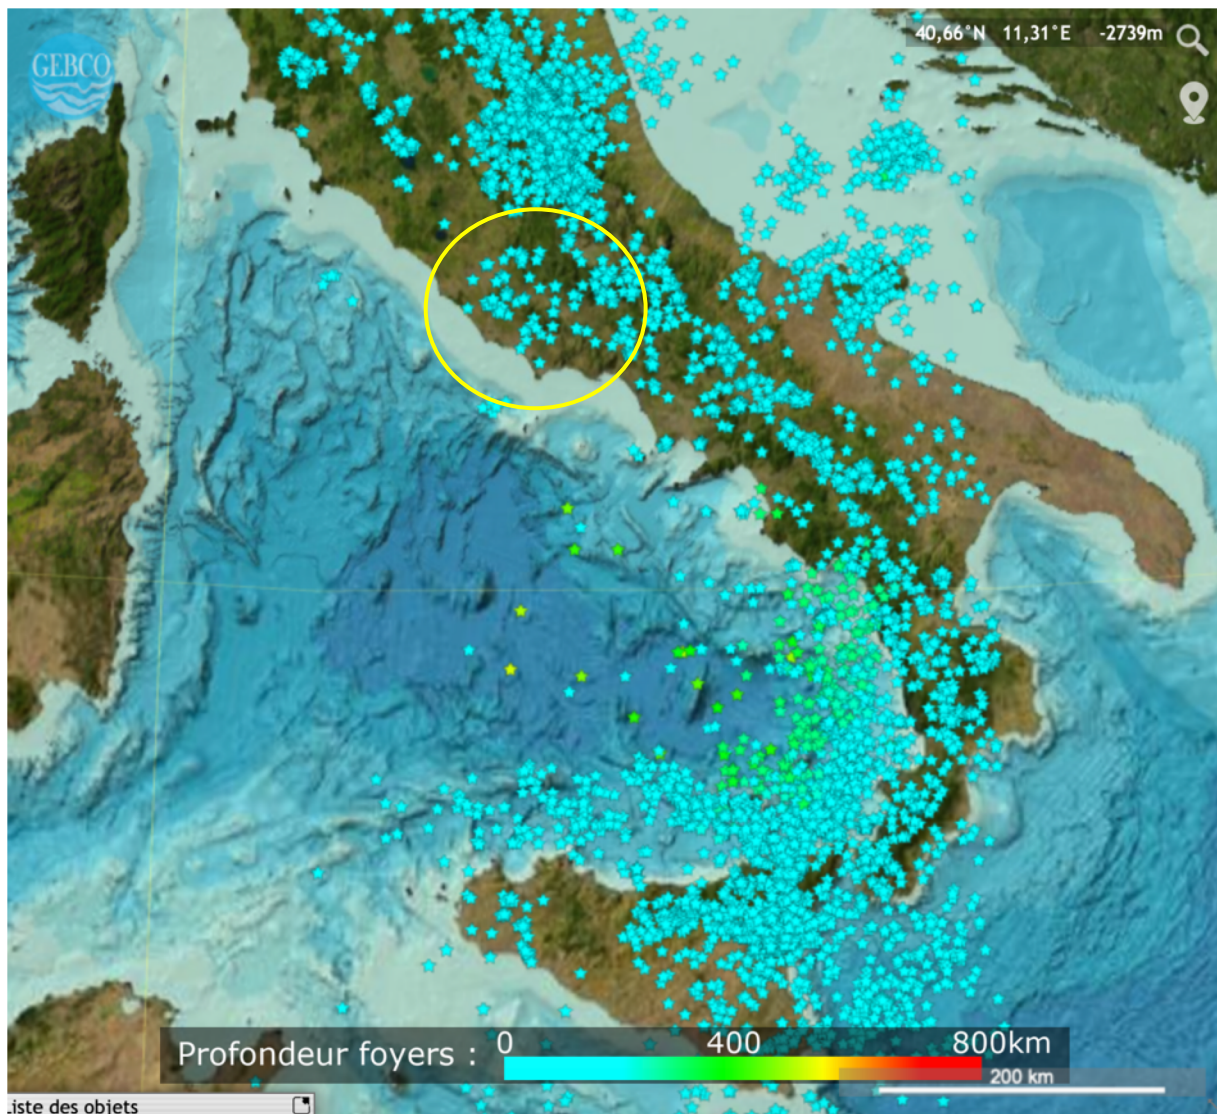 GEBCO
40,66°N 11,31°E -2739m
Profondeur foyers : 0 400 800km
200 km
iste des objets